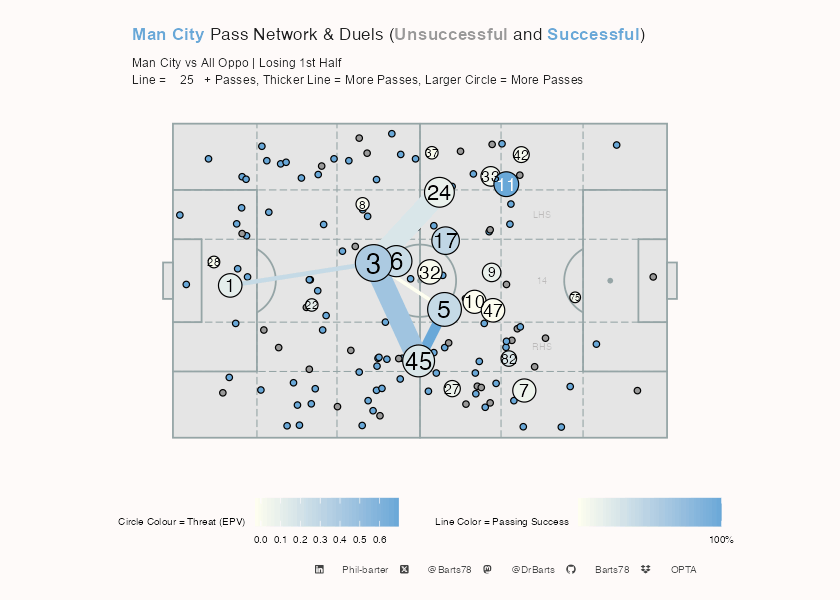 Man City Pass Network & Duels (Unsuccessful and Successful)
Man City vs All Oppo | Losing 1st Half
Line = 25 + Passes, Thicker Line = More Passes, Larger Circle = More Passes
37
42
33
11
24
8
LHS
17
3
6
28
32
9
1
14
75
22
10
5
47
RHS
45
82
27
7
Circle Colour = Threat (EPV)
0.0 0.1 0.2 0.3 0.4 0.5 0.6
Line Color = Passing Success
100%
Phil-barter @Barts78 @DrBarts Barts78 OPTA